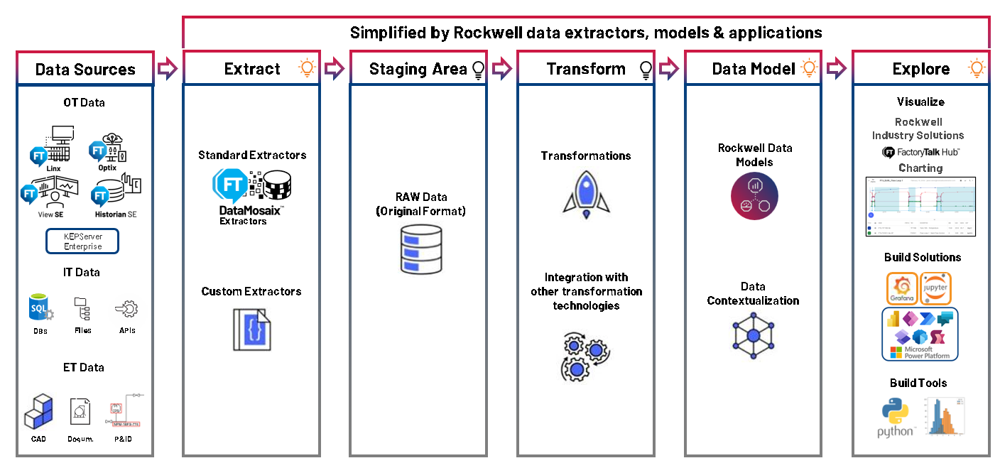 Simplified by Rockwell data extractors, models & applications
Data Sources
OT Data
FT
Linx
FT
Optix
FT
View SE
FT
Historian SE
KEPServer
Enterprise
IT Data
SQL
DBs
Files
APIs
ET Data
CAD
Dosum.
P&ID
Extract
Standard Extractors
FT
DataMosaix™
Extractors
Custom Extractors
{ }
Staging Area
RAW Data
(Original Format)
Transform
Transformations
Integration with
other transformation
technologies
Data Model
Rockwell Data
Models
Data
Contextualization
Explore
Visualize
Rockwell
Industry Solutions
FT FactoryTalk Hub™
Charting
Build Solutions
Grafana
jupyter
Microsoft
Power Platform
Build Tools
python™